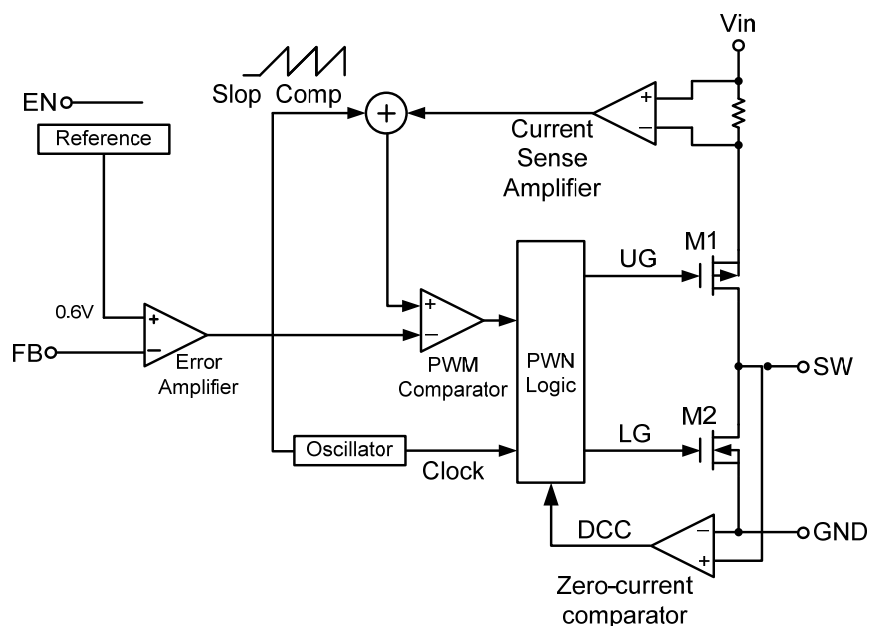 Vin
Slop Comp
EN
Reference
+
+
−
Current
Sense
Amplifier
M1
UG
0.6V
+
−
FB
Error
Amplifier
+
−
PWM
Comparator
PWN
Logic
SW
M2
LG
Oscillator
Clock
DCC
−
+
GND
Zero-current
comparator